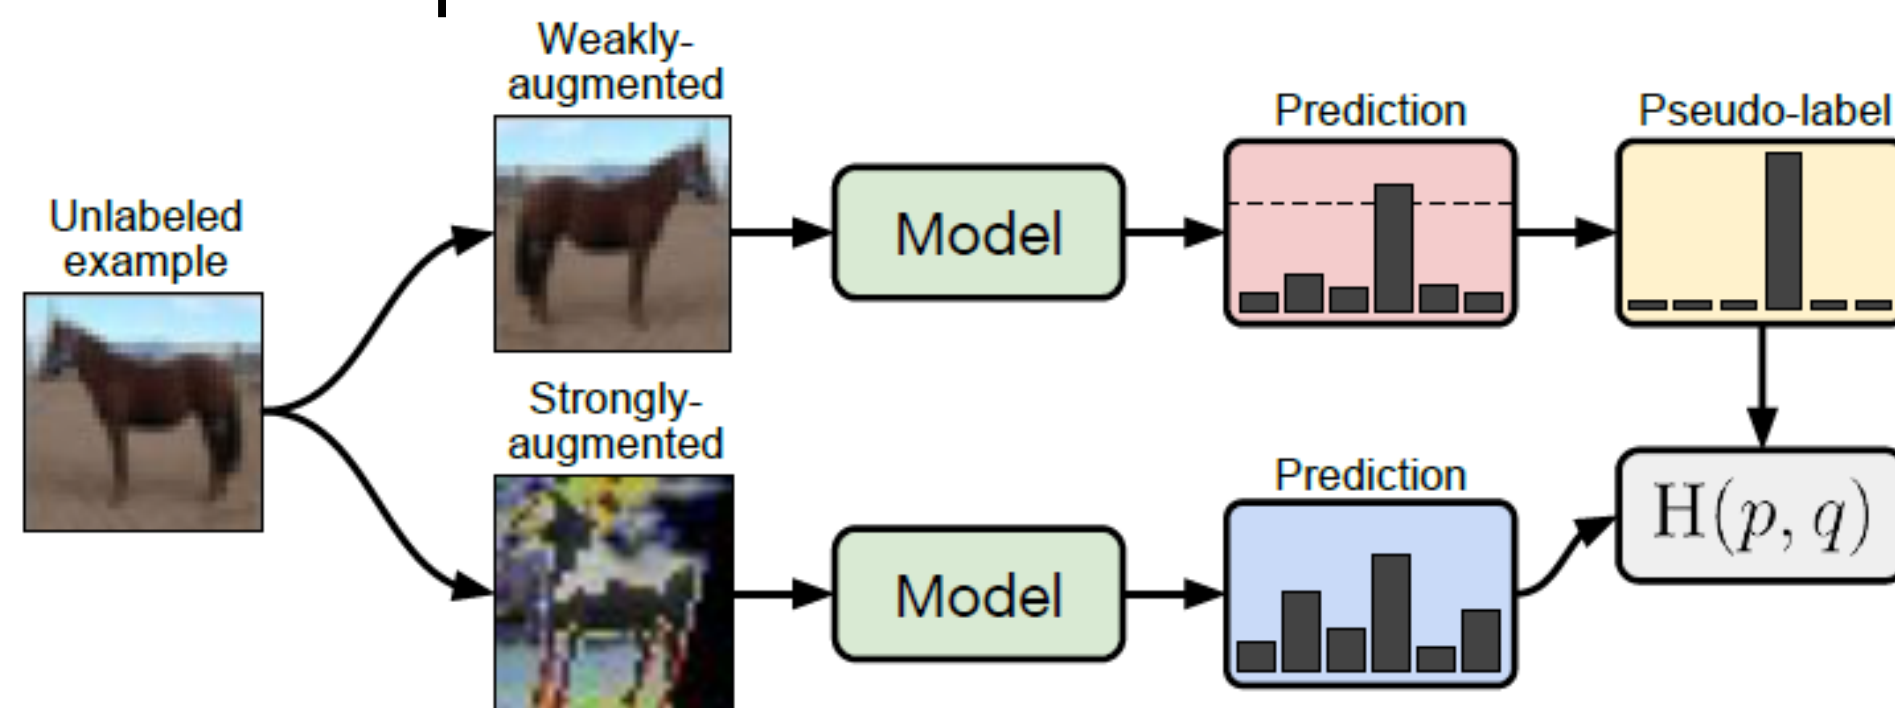 Weakly-
augmented
Prediction
Pseudo-label
Unlabeled
example
Model
Strongly-
augmented
Prediction
H(p, q)
Model